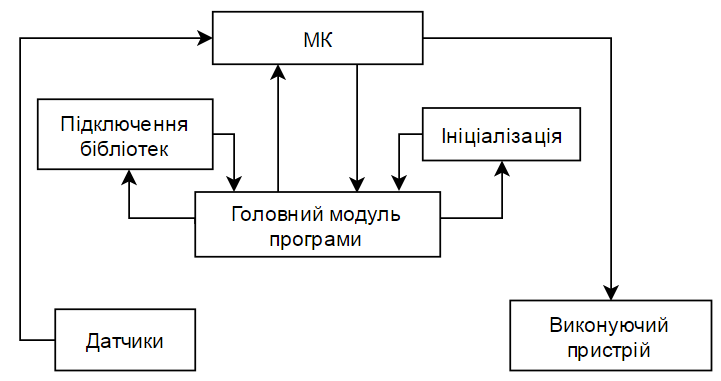 МК
Підключення
бібліотек
Ініціалізація
Головний модуль
програми
Датчики
Виконуючий
пристрій